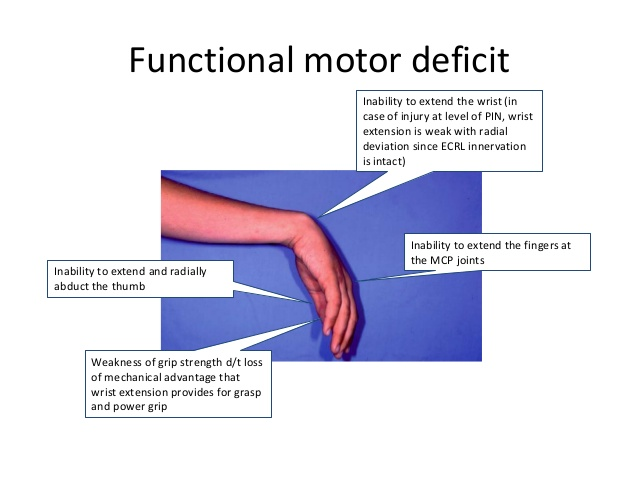 Functional motor deficit
Inability to extend the wrist (in
case of injury at level of PIN, wrist
extension is weak with radial
deviation since ECRL innervation
is intact)
Inability to extend the fingers at
the MCP joints
Inability to extend and radially
abduct the thumb
Weakness of grip strength d/t loss
of mechanical advantage that
wrist extension provides for grasp
and power grip